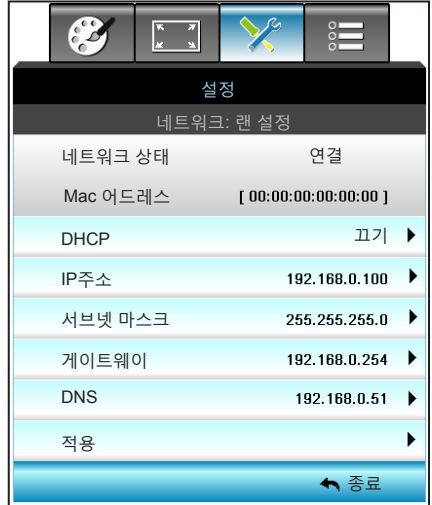 설정
네트워크: 랜 설정
네트워크 상태 연결
Mac 어드레스 [ 00:00:00:00:00:00 ]
DHCP 끄기
IP주소 192.168.0.100
서브넷 마스크 255.255.255.0
게이트웨이 192.168.0.254
DNS 192.168.0.51
적용
종료